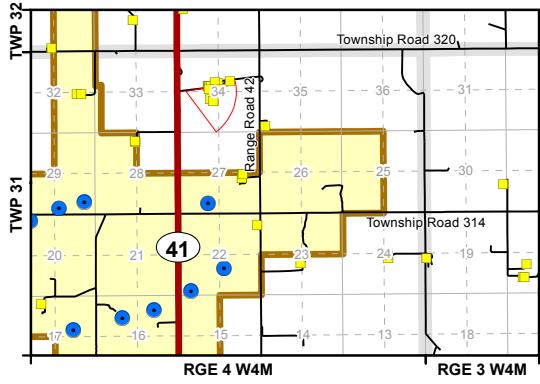 TWP 32
Township Road 320
32 33 34 35 36 31
Range Road 42
29 28 27 26 25 30
TWP 31
Township Road 314
41
20 21 22 23 24 19
17 16 15 14 13 18
RGE 4 W4M RGE 3 W4M